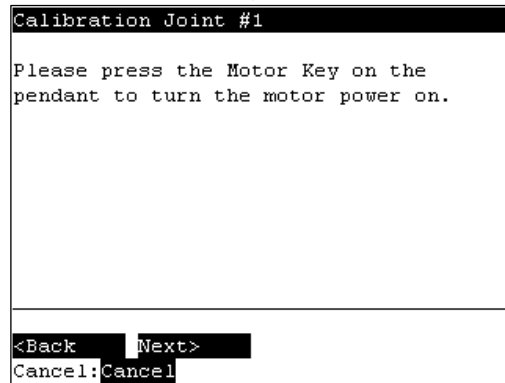 Calibration Joint #1
Please press the Motor Key on the
pendant to turn the motor power on.
<Back Next>
Cancel:Cancel